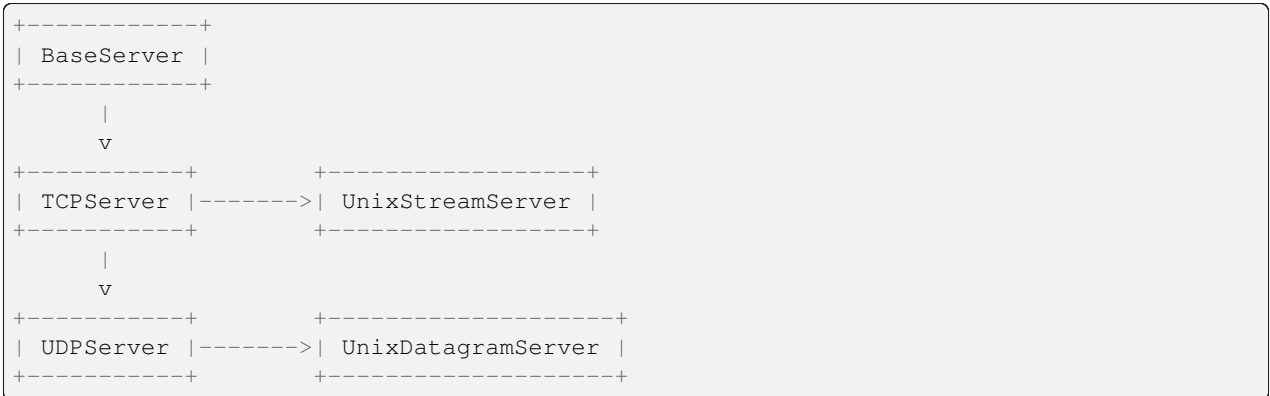 +------------+
| BaseServer |
+------------+
      |
      v
+-----------+        +------------------+
| TCPServer |------->| UnixStreamServer |
+-----------+        +------------------+
      |
      v
+-----------+        +--------------------+
| UDPServer |------->| UnixDatagramServer |
+-----------+        +--------------------+